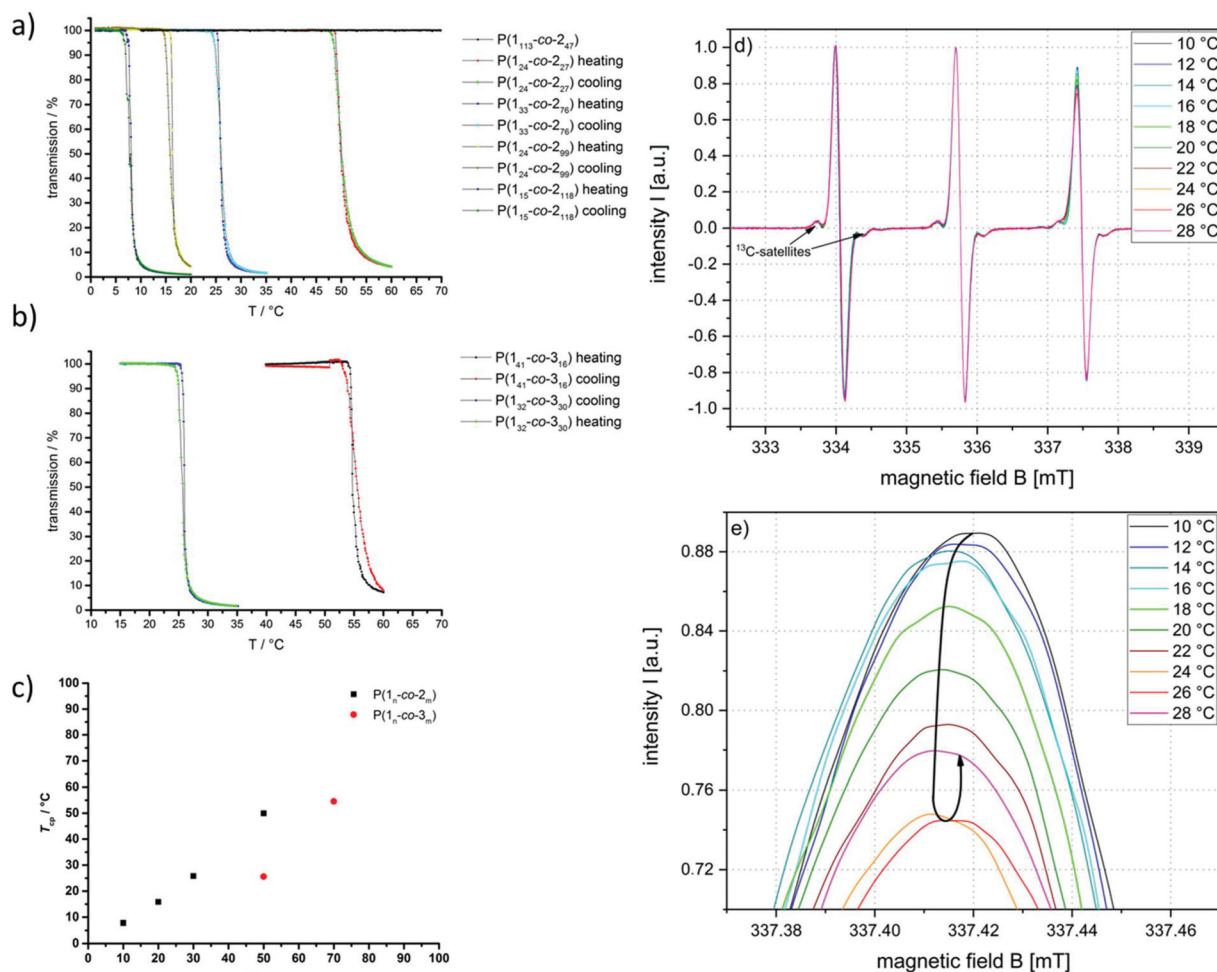 a)
100
90
80
70
60
50
40
30
20
10
0
transmission / %
0 5 10 15 20 25 30 35 40 45 50 55 60 65 70
T / °C
P(1₁₁₃-co-2₄₇)
P(1₂₄-co-2₂₇) heating
P(1₂₄-co-2₂₇) cooling
P(1₃₃-co-2₇₆) heating
P(1₃₃-co-2₇₆) cooling
P(1₂₄-co-2₉₉) heating
P(1₂₄-co-2₉₉) cooling
P(1₁₅-co-2₁₁₈) heating
P(1₁₅-co-2₁₁₈) cooling
b)
100
90
80
70
60
50
40
30
20
10
0
transmission / %
10 15 20 25 30 35 40 45 50 55 60 65 70
T / °C
P(1₄₁-co-3₁₆) heating
P(1₄₁-co-3₁₆) cooling
P(1₃₂-co-3₃₀) cooling
P(1₃₂-co-3₃₀) heating
c)
100
90
80
70
60
50
40
30
20
10
0
T_cp / °C
0 10 20 30 40 50 60 70 80 90 100
P(1ₙ-co-2ₘ)
P(1ₙ-co-3ₘ)
d)
1.0
0.8
0.6
0.4
0.2
0.0
-0.2
-0.4
-0.6
-0.8
-1.0
intensity I [a.u.]
¹³C-satellites
333 334 335 336 337 338 339
magnetic field B [mT]
10 °C
12 °C
14 °C
16 °C
18 °C
20 °C
22 °C
24 °C
26 °C
28 °C
e)
0.88
0.84
0.80
0.76
0.72
intensity I [a.u.]
337.38 337.40 337.42 337.44 337.46
magnetic field B [mT]
10 °C
12 °C
14 °C
16 °C
18 °C
20 °C
22 °C
24 °C
26 °C
28 °C